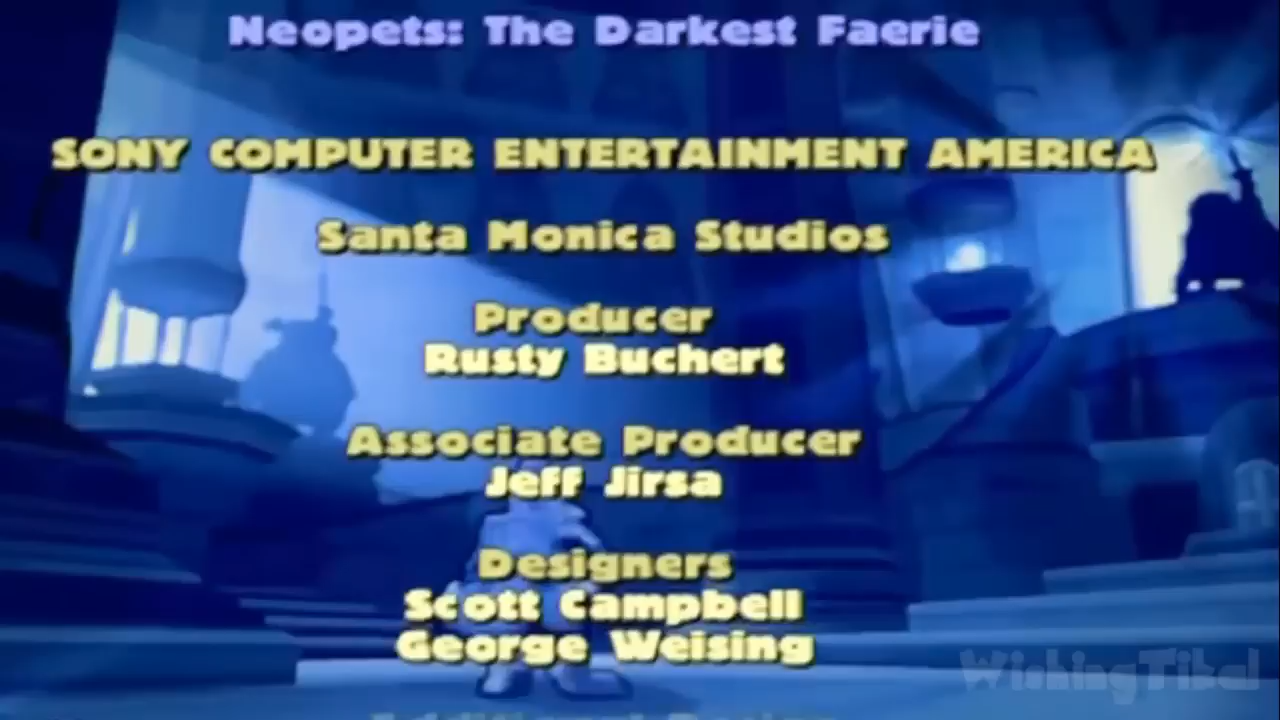 Neopets: The Darkest Faerie
SONY COMPUTER ENTERTAINMENT AMERICA
Santa Monica Studios
Producer
Rusty Buchert
Associate Producer
Jeff Jirsa
Designers
Scott Campbell
George Weising
WishingTikal